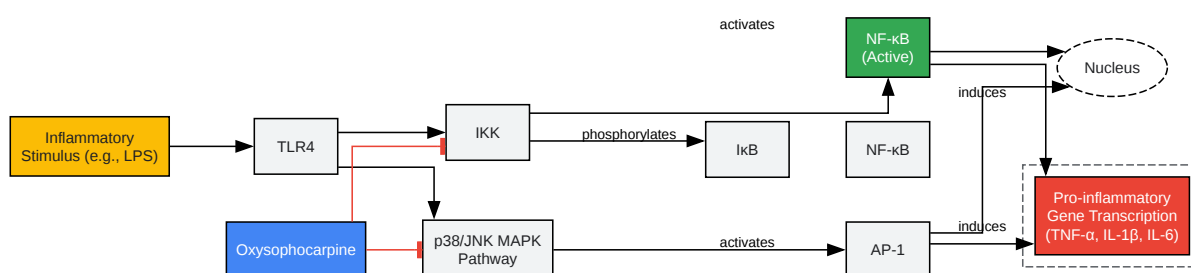 activates
NF-κB
(Active)
Nucleus
induces
Inflammatory
Stimulus (e.g., LPS)
TLR4
IKK
phosphorylates
IκB
NF-κB
Pro-inflammatory
Gene Transcription
(TNF-α, IL-1β, IL-6)
Oxysophocarpine
p38/JNK MAPK
Pathway
activates
AP-1
induces